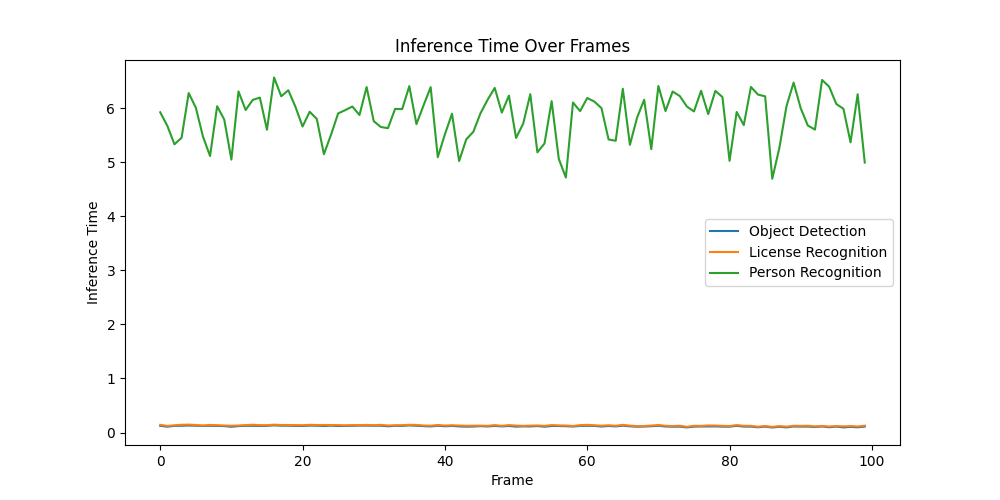 Inference Time Over Frames
Inference Time
6
5
4
3
2
1
0
Object Detection
License Recognition
Person Recognition
0 20 40 60 80 100
Frame